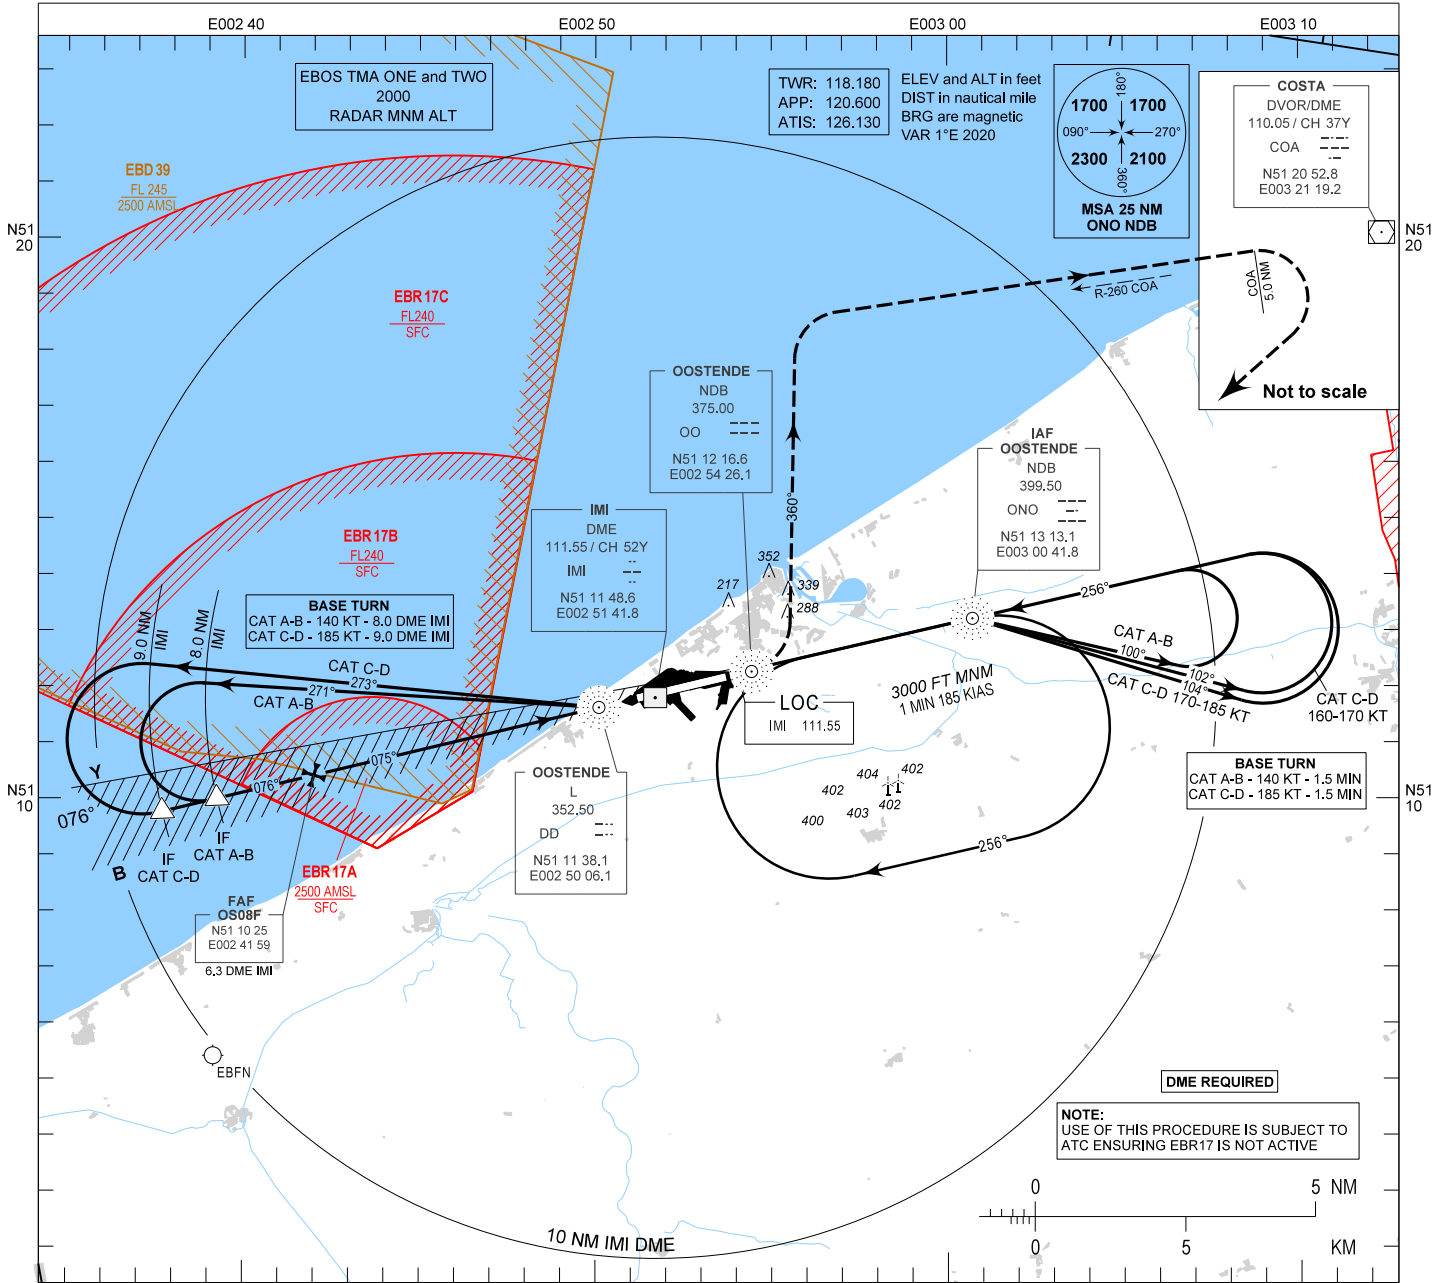 E002 40
E002 50
E003 00
E003 10
EBOS TMA ONE and TWO
2000
RADAR MNM ALT
TWR: 118.180
APP: 120.600
ATIS: 126.130
ELEV and ALT in feet
DIST in nautical mile
BRG are magnetic
VAR 1°E 2020
180°
1700 1700
090° 270°
2300 2100
360°
MSA 25 NM
ONO NDB
COSTA
DVOR/DME
110.05 / CH 37Y
COA
N51 20 52.8
E003 21 19.2
EBD 39
FL 245
2500 AMSL
N51
20
N51
20
EBR 17C
FL240
SFC
R-260 COA
COA
5.0 NM
Not to scale
OOSTENDE
NDB
375.00
OO
N51 12 16.6
E002 54 26.1
IAF
OOSTENDE
NDB
399.50
ONO
N51 13 13.1
E003 00 41.8
360°
IMI
DME
111.55 / CH 52Y
IMI
N51 11 48.6
E002 51 41.8
EBR 17B
FL240
SFC
352
217
339
288
9.0 NM
IMI
8.0 NM
IMI
BASE TURN
CAT A-B - 140 KT - 8.0 DME IMI
CAT C-D - 185 KT - 9.0 DME IMI
256°
CAT A-B
100°
102°
104°
CAT C-D 170-185 KT
CAT C-D
160-170 KT
CAT C-D
273°
271°
CAT A-B
3000 FT MNM
1 MIN 185 KIAS
LOC
IMI 111.55
075°
076°
Y
076°
B
IF
CAT A-B
IF
CAT C-D
N51
10
N51
10
BASE TURN
CAT A-B - 140 KT - 1.5 MIN
CAT C-D - 185 KT - 1.5 MIN
OOSTENDE
L
352.50
DD
N51 11 38.1
E002 50 06.1
404
402
402
402
403
400
256°
EBR 17A
2500 AMSL
SFC
FAF
OS08F
N51 10 25
E002 41 59
6.3 DME IMI
EBFN
DME REQUIRED
NOTE:
USE OF THIS PROCEDURE IS SUBJECT TO
ATC ENSURING EBR17 IS NOT ACTIVE
0 5 NM
0 5 KM
10 NM IMI DME